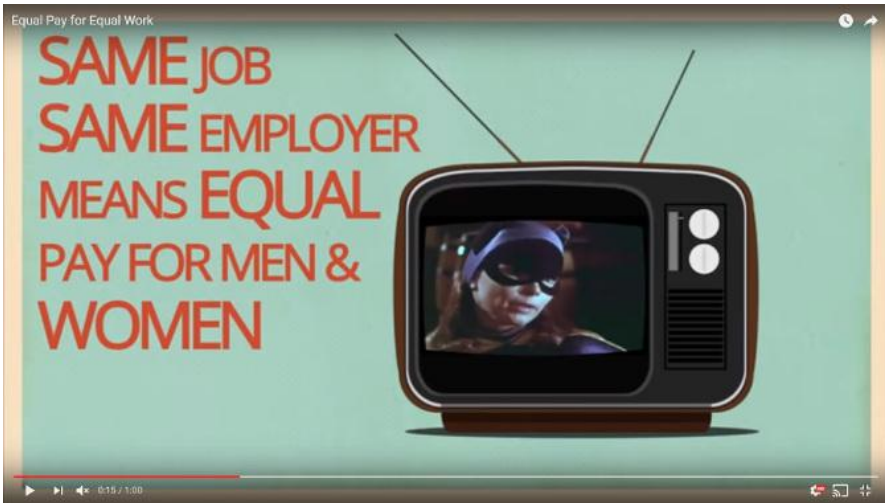 Equal Pay for Equal Work
SAME JOB
SAME EMPLOYER
MEANS EQUAL
PAY FOR MEN &
WOMEN
0:15 / 1:00